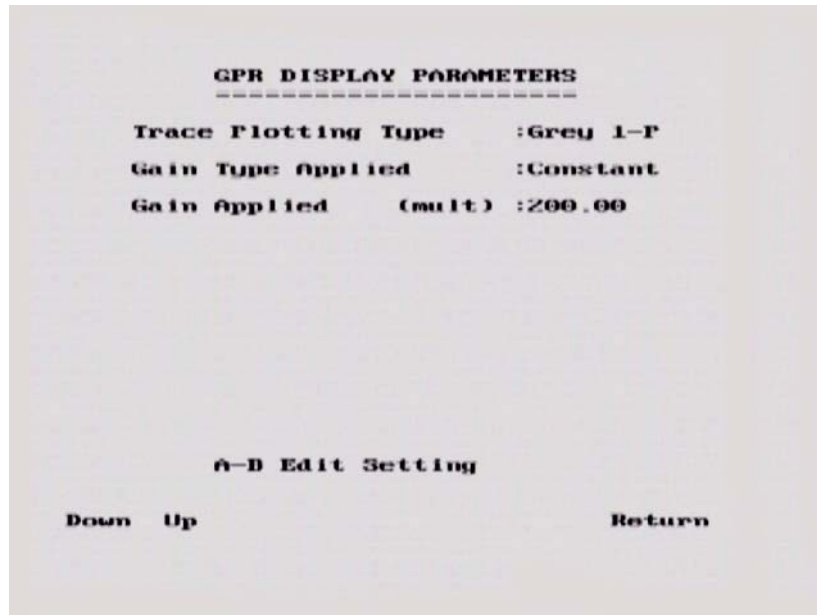 GPR DISPLAY PARAMETERS
Trace Plotting Type :Grey 1-P
Gain Type Applied :Constant
Gain Applied (mult) :200.00
A-D Edit Setting
Down Up Return